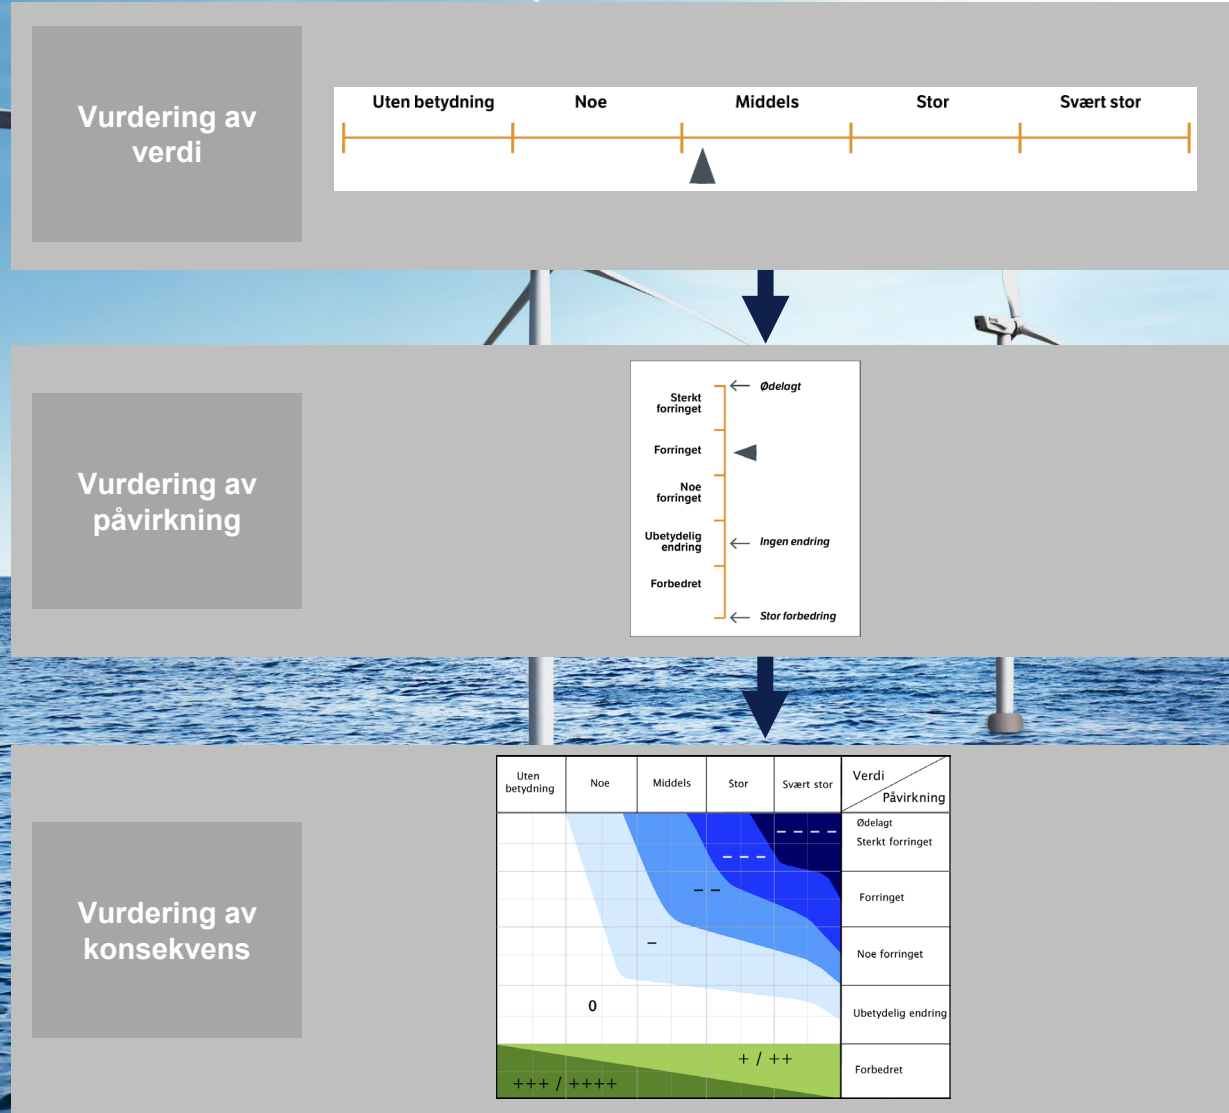 Vurdering av
verdi
Uten betydning Noe Middels Stor Svært stor
Vurdering av
påvirkning
Ødelagt
Sterkt
forringet
Forringet
Noe
forringet
Ubetydelig
endring
Ingen endring
Forbedret
Stor forbedring
Vurdering av
konsekvens
Uten
betydning
Noe Middels Stor Svært stor
Verdi
Påvirkning
Ødelagt
– – – –
Sterkt forringet
– – –
– –
Forringet
–
Noe forringet
0
Ubetydelig endring
+ / ++
Forbedret
+++ / ++++